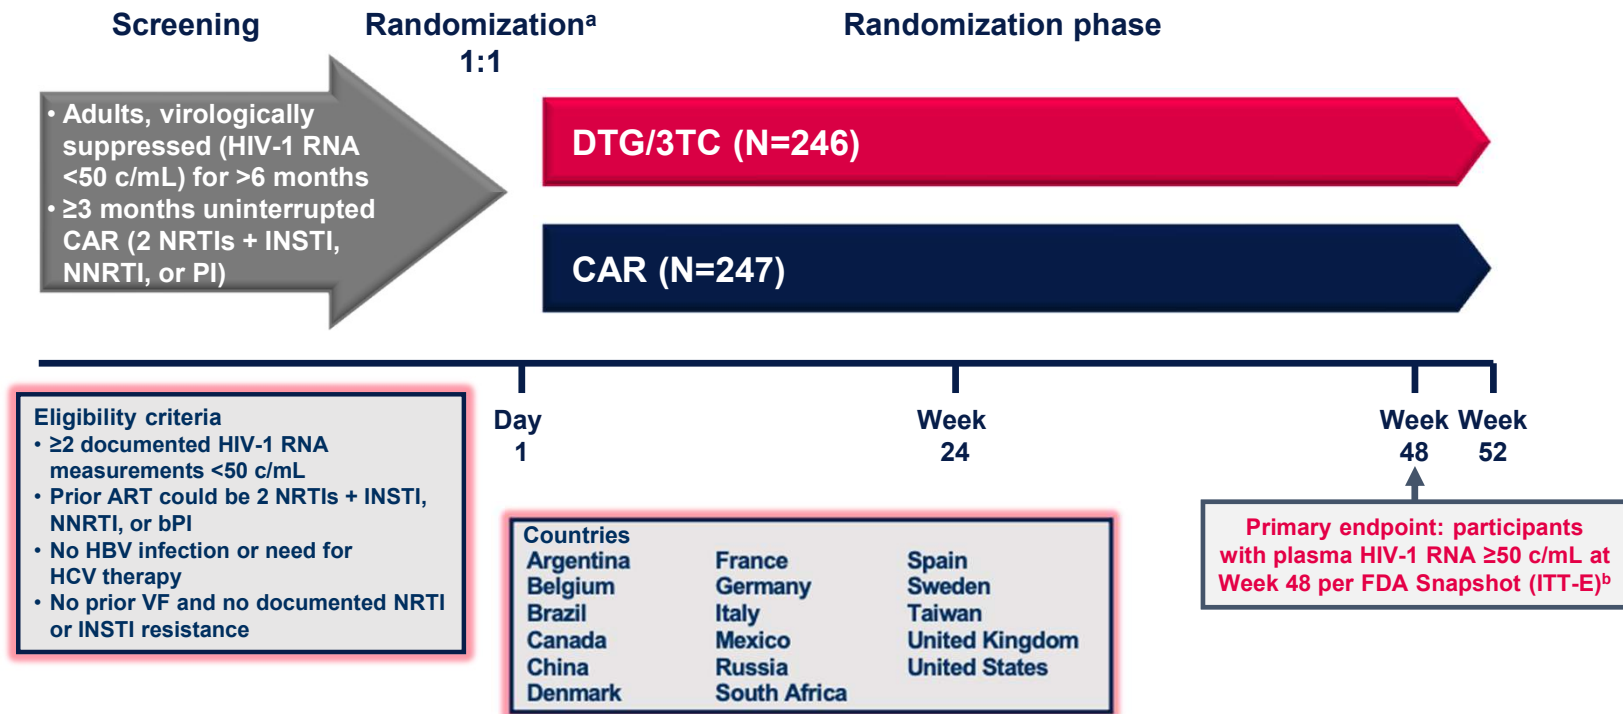 Screening
Randomizationa
1:1
Randomization phase
• Adults, virologically
suppressed (HIV-1 RNA
<50 c/mL) for >6 months
• ≥3 months uninterrupted
CAR (2 NRTIs + INSTI,
NNRTI, or PI)
DTG/3TC (N=246)
CAR (N=247)
Day
1
Week
24
Week
48
Week
52
Eligibility criteria
• ≥2 documented HIV-1 RNA
measurements <50 c/mL
• Prior ART could be 2 NRTIs + INSTI,
NNRTI, or bPI
• No HBV infection or need for
HCV therapy
• No prior VF and no documented NRTI
or INSTI resistance
Countries
Argentina
Belgium
Brazil
Canada
China
Denmark
France
Germany
Italy
Mexico
Russia
South Africa
Spain
Sweden
Taiwan
United Kingdom
United States
Primary endpoint: participants
with plasma HIV-1 RNA ≥50 c/mL at
Week 48 per FDA Snapshot (ITT-E)b